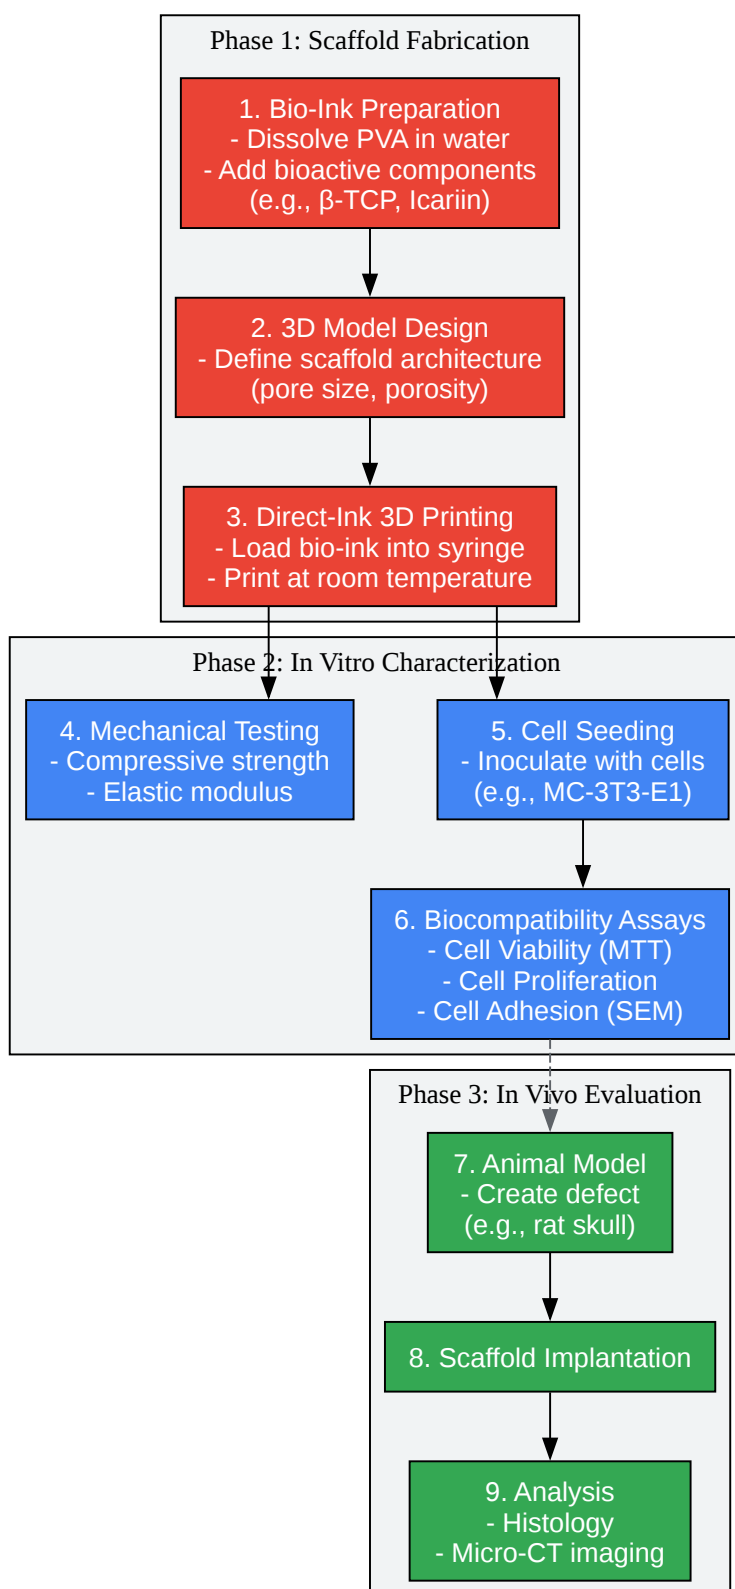 Phase 1: Scaffold Fabrication
1. Bio-Ink Preparation
- Dissolve PVA in water
- Add bioactive components
(e.g., β-TCP, Icariin)
2. 3D Model Design
- Define scaffold architecture
(pore size, porosity)
3. Direct-Ink 3D Printing
- Load bio-ink into syringe
- Print at room temperature
Phase 2: In Vitro Characterization
4. Mechanical Testing
- Compressive strength
- Elastic modulus
5. Cell Seeding
- Inoculate with cells
(e.g., MC-3T3-E1)
6. Biocompatibility Assays
- Cell Viability (MTT)
- Cell Proliferation
- Cell Adhesion (SEM)
Phase 3: In Vivo Evaluation
7. Animal Model
- Create defect
(e.g., rat skull)
8. Scaffold Implantation
9. Analysis
- Histology
- Micro-CT imaging